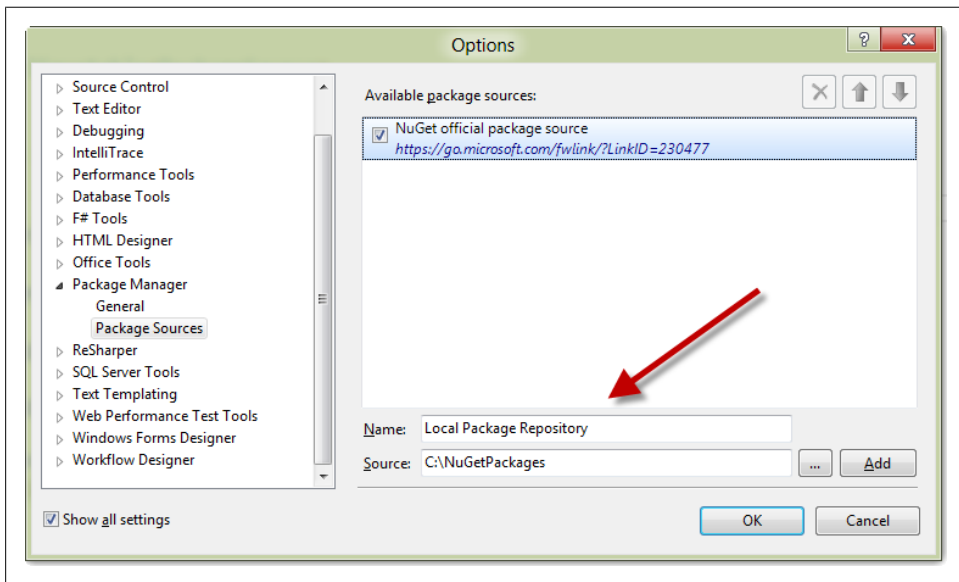 Options
Source Control
Text Editor
Debugging
IntelliTrace
Performance Tools
Database Tools
F# Tools
HTML Designer
Office Tools
Package Manager
General
Package Sources
ReSharper
SQL Server Tools
Text Templating
Web Performance Test Tools
Windows Forms Designer
Workflow Designer
Show all settings
Available package sources:
NuGet official package source
https://go.microsoft.com/fwlink/?LinkID=230477
Name: Local Package Repository
Source: C:\NuGetPackages ... Add
OK Cancel